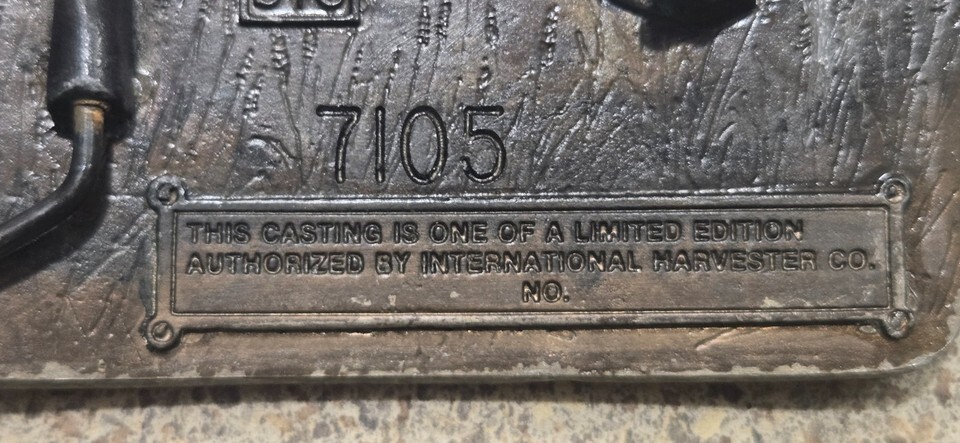 7105
THIS CASTING IS ONE OF A LIMITED EDITION
AUTHORIZED BY INTERNATIONAL HARVESTER CO.
NO.